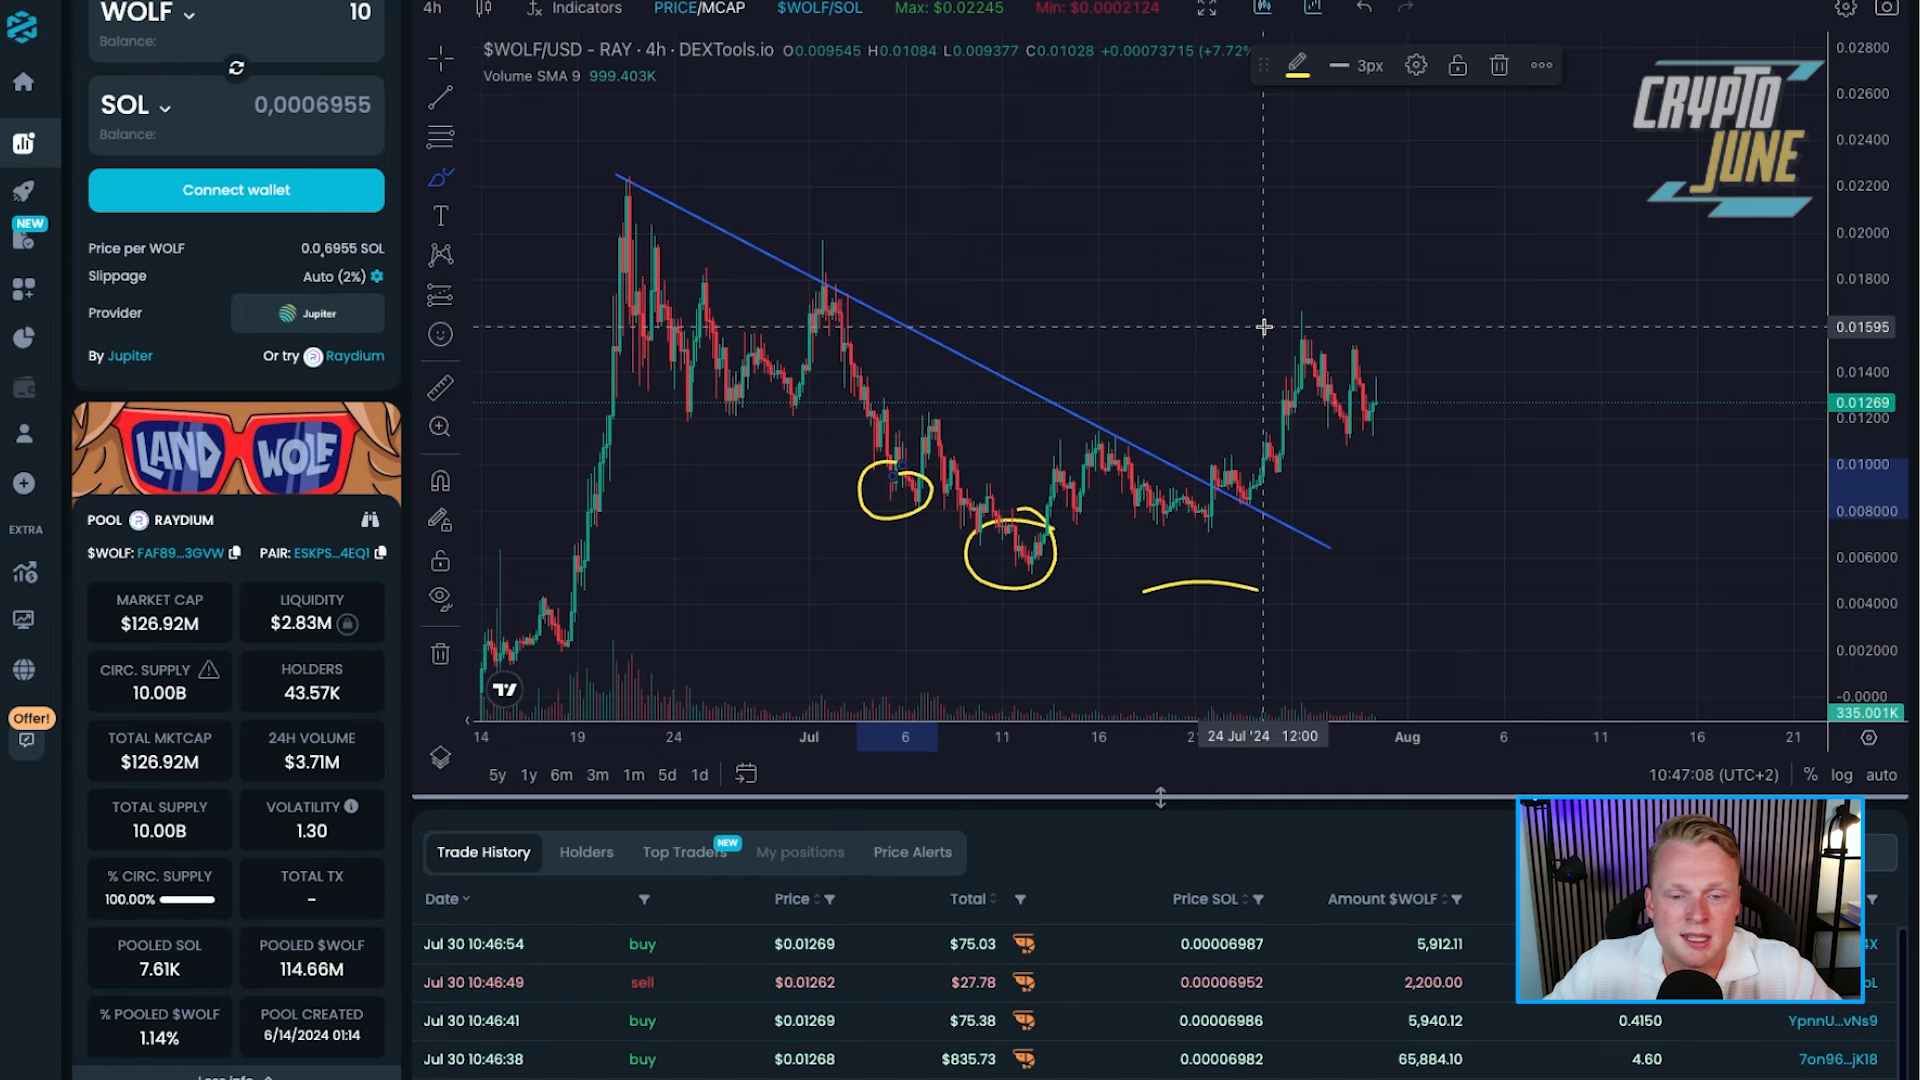 WOLF 10
Balance:
SOL 0,0006955
Balance:
Connect wallet
Price per WOLF 0.0₄6955 SOL
Slippage Auto (2%)
Provider Jupiter
By Jupiter Or try Raydium
LAND WOLF
POOL RAYDIUM
$WOLF: FAF89...3GVW PAIR: ESKPS...4EQ1
MARKET CAP LIQUIDITY
$126.92M $2.83M
CIRC. SUPPLY HOLDERS
10.00B 43.57K
TOTAL MKTCAP 24H VOLUME
$126.92M $3.71M
TOTAL SUPPLY VOLATILITY
10.00B 1.30
% CIRC. SUPPLY TOTAL TX
100.00% -
POOLED SOL POOLED $WOLF
7.61K 114.66M
% POOLED $WOLF POOL CREATED
1.14% 6/14/2024 01:14
Less info
NEW
EXTRA
Offer!
4h Indicators PRICE/MCAP $WOLF/SOL Max: $0.02245 Min: $0.0002124
$WOLF/USD - RAY · 4h · DEXTools.io O0.009545 H0.01084 L0.009377 C0.01028 +0.00073715 (+7.72%
Volume SMA 9 999.403K
3px
CRYPTO
JUNE
0.02800
0.02600
0.02400
0.02200
0.02000
0.01800
0.01595
0.01400
0.01269
0.01200
0.01000
0.008000
0.006000
0.004000
0.002000
-0.0000
335.001K
14 19 24 Jul 6 11 16 24 Jul '24 12:00 Aug 6 11 16 21
5y 1y 6m 3m 1m 5d 1d 10:47:08 (UTC+2) % log auto
Trade History Holders Top Traders NEW My positions Price Alerts
Date Price Total Price SOL Amount $WOLF
Jul 30 10:46:54 buy $0.01269 $75.03 0.00006987 5,912.11
Jul 30 10:46:49 sell $0.01262 $27.78 0.00006952 2,200.00
Jul 30 10:46:41 buy $0.01269 $75.38 0.00006986 5,940.12 0.4150 YpnnU...vNs9
Jul 30 10:46:38 buy $0.01268 $835.73 0.00006982 65,884.10 4.60 7on96...jK18